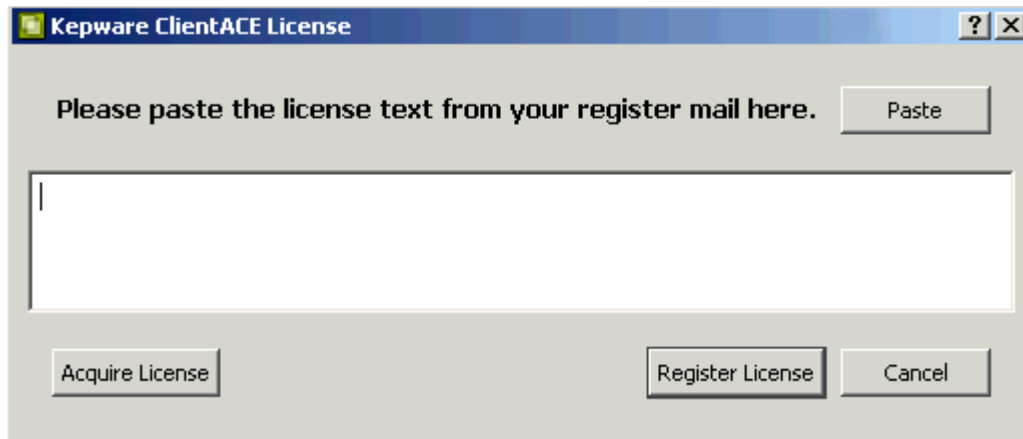 Kepware ClientACE License
Please paste the license text from your register mail here.
Paste
Acquire License
Register License
Cancel